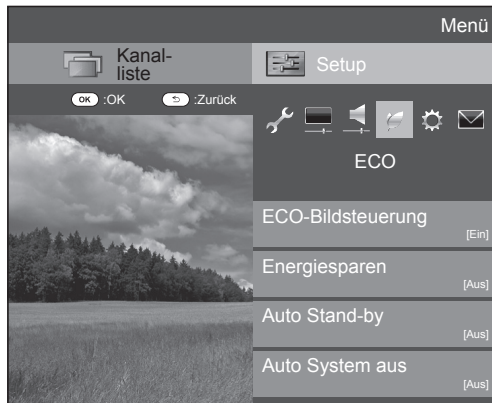 Menü
Kanal-
liste
Setup
OK :OK :Zurück
ECO
ECO-Bildsteuerung
[Ein]
Energiesparen
[Aus]
Auto Stand-by
[Aus]
Auto System aus
[Aus]